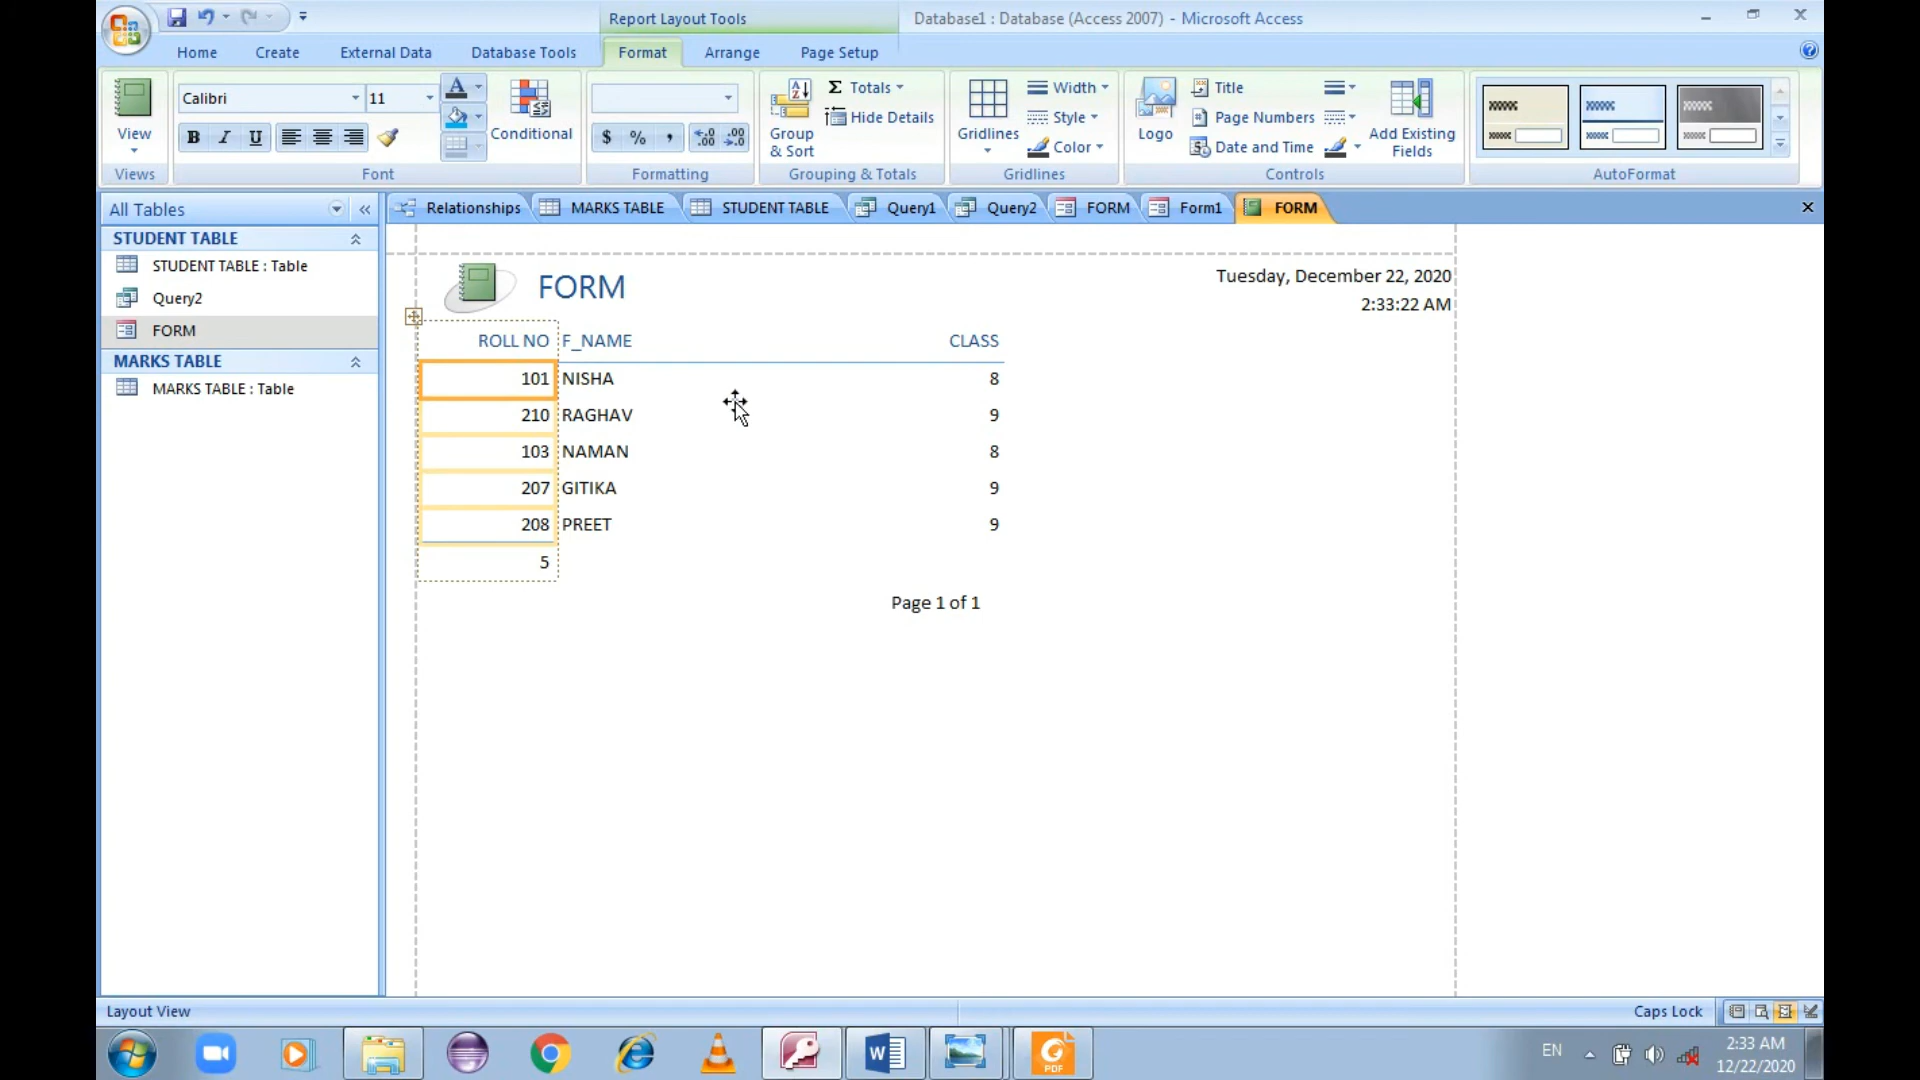 Report Layout Tools
Database1 : Database (Access 2007) - Microsoft Access
Home Create External Data Database Tools Format Arrange Page Setup
Calibri 11
View
Views
B I U
Conditional
Font
$ % ,
Formatting
Group & Sort
Σ Totals
Hide Details
Grouping & Totals
Gridlines
Width
Style
Color
Gridlines
Logo
Title
Page Numbers
Date and Time
Add Existing Fields
Controls
AutoFormat
All Tables
Relationships MARKS TABLE STUDENT TABLE Query1 Query2 FORM Form1 FORM
STUDENT TABLE
STUDENT TABLE : Table
Query2
FORM
MARKS TABLE
MARKS TABLE : Table
FORM
Tuesday, December 22, 2020
2:33:22 AM
ROLL NO F_NAME CLASS
101 NISHA 8
210 RAGHAV 9
103 NAMAN 8
207 GITIKA 9
208 PREET 9
5
Page 1 of 1
Layout View
Caps Lock
EN
2:33 AM
12/22/2020